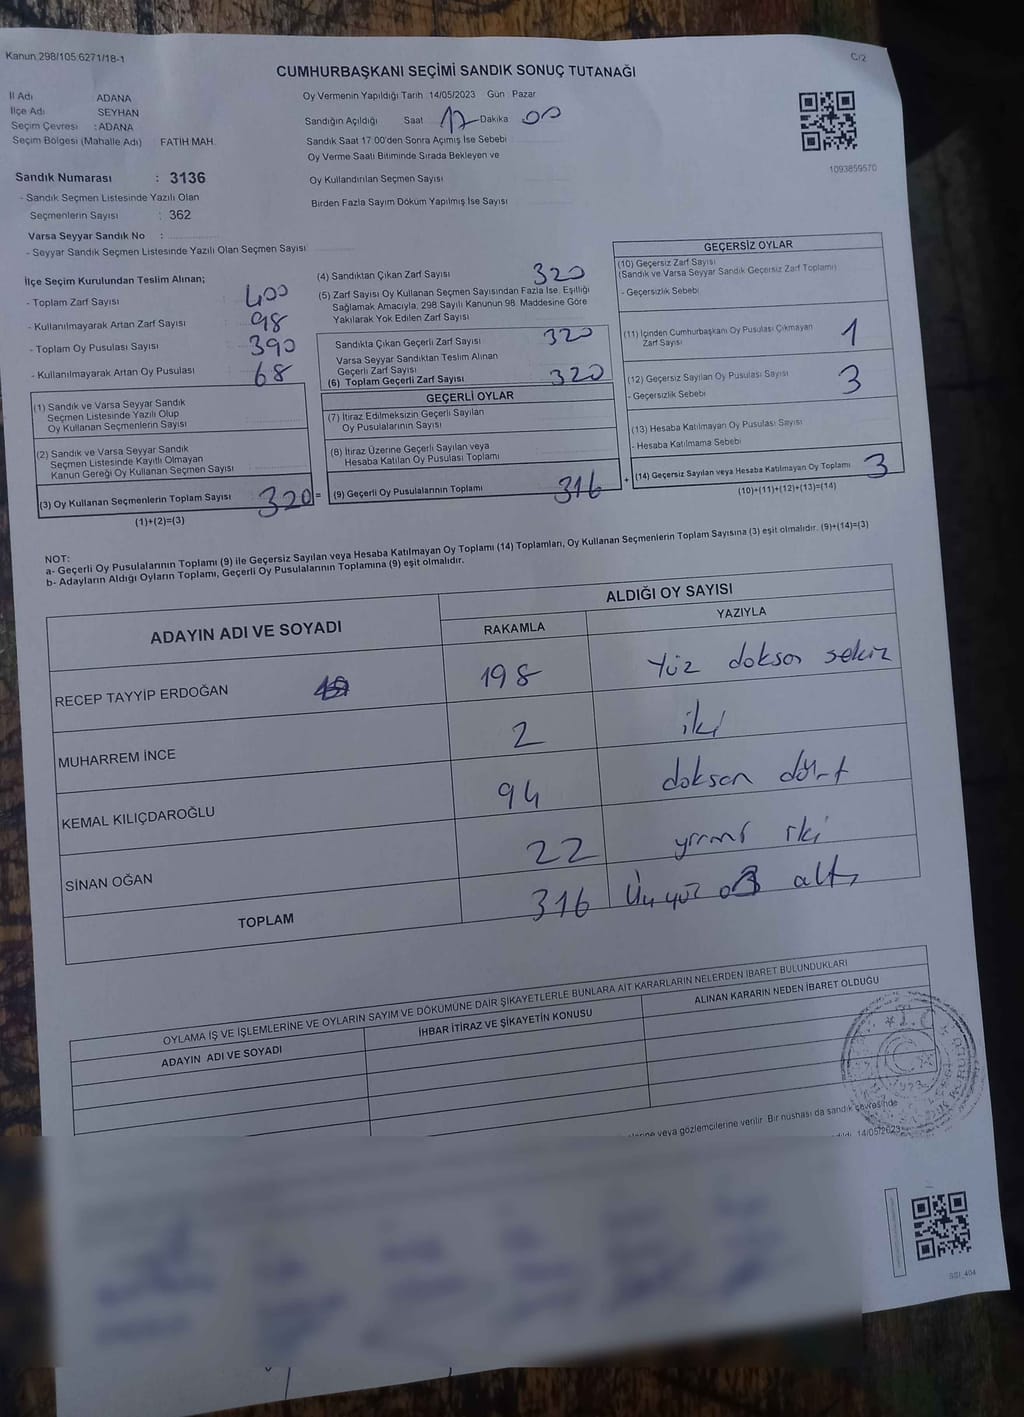 Kanun 298/105 6271/18-1
C/2
CUMHURBAŞKANI SEÇİMİ SANDIK SONUÇ TUTANAĞI
İl Adı ADANA
İlçe Adı SEYHAN
Seçim Çevresi : ADANA
Seçim Bölgesi (Mahalle Adı) FATİH MAH.
Sandık Numarası : 3136
- Sandık Seçmen Listesinde Yazılı Olan
Seçmenlerin Sayısı : 362
Varsa Seyyar Sandık No :
- Seyyar Sandık Seçmen Listesinde Yazılı Olan Seçmen Sayısı
Oy Vermenin Yapıldığı Tarih 14/05/2023 Gün Pazar
Sandığın Açıldığı Saat 17 Dakika 00
Sandık Saat 17 00'den Sonra Açımış İse Sebebi
Oy Verme Saati Bitiminde Sırada Bekleyen ve
Oy Kullandırılan Seçmen Sayısı
Birden Fazla Sayım Döküm Yapılmış İse Sayısı
1093859570
İlçe Seçim Kurulundan Teslim Alınan;
- Toplam Zarf Sayısı 400
- Kullanılmayarak Artan Zarf Sayısı 98
- Toplam Oy Pusulası Sayısı 390
- Kullanılmayarak Artan Oy Pusulası 68
(1) Sandık ve Varsa Seyyar Sandık
Seçmen Listesinde Yazılı Olup
Oy Kullanan Seçmenlerin Sayısı
(2) Sandık ve Varsa Seyyar Sandık
Seçmen Listesinde Kayıtlı Olmayan
Kanun Gereği Oy Kullanan Seçmen Sayısı
(3) Oy Kullanan Seçmenlerin Toplam Sayısı 320 =
(1)+(2)=(3)
(4) Sandıktan Çıkan Zarf Sayısı 320
(5) Zarf Sayısı Oy Kullanan Seçmen Sayısından Fazla İse, Eşitliği
Sağlamak Amacıyla, 298 Sayılı Kanunun 98. Maddesine Göre
Yakılarak Yok Edilen Zarf Sayısı
Sandıkta Çıkan Geçerli Zarf Sayısı 320
Varsa Seyyar Sandıktan Teslim Alınan
Geçerli Zarf Sayısı
(6) Toplam Geçerli Zarf Sayısı 320
GEÇERLİ OYLAR
(7) İtiraz Edilmeksizin Geçerli Sayılan
Oy Pusulalarının Sayısı
(8) İtiraz Üzerine Geçerli Sayılan veya
Hesaba Katılan Oy Pusulası Toplamı
(9) Geçerli Oy Pusulalarının Toplamı 316 +
GEÇERSİZ OYLAR
(10) Geçersiz Zarf Sayısı
(Sandık ve Varsa Seyyar Sandık Geçersiz Zarf Toplamı)
- Geçersizlik Sebebi
(11) İçinden Cumhurbaşkanı Oy Pusulası Çıkmayan
Zarf Sayısı 1
(12) Geçersiz Sayılan Oy Pusulası Sayısı 3
- Geçersizlik Sebebi
(13) Hesaba Katılmayan Oy Pusulası Sayısı
- Hesaba Katılmama Sebebi
(14) Geçersiz Sayılan veya Hesaba Katılmayan Oy Toplamı 3
(10)+(11)+(12)+(13)=(14)
NOT:
a- Geçerli Oy Pusulalarının Toplamı (9) ile Geçersiz Sayılan veya Hesaba Katılmayan Oy Toplamı (14) Toplamları, Oy Kullanan Seçmenlerin Toplam Sayısına (3) eşit olmalıdır. (9)+(14)=(3)
b- Adayların Aldığı Oyların Toplamı, Geçerli Oy Pusulalarının Toplamına (9) eşit olmalıdır.
ADAYIN ADI VE SOYADI
ALDIĞI OY SAYISI
RAKAMLA YAZIYLA
RECEP TAYYİP ERDOĞAN 198 Yüz doksan sekiz
MUHARREM İNCE 2 iki
KEMAL KILIÇDAROĞLU 94 doksan dört
SİNAN OĞAN 22 yirmi iki
TOPLAM 316 Üçyüz altı
OYLAMA İŞ VE İŞLEMLERİNE VE OYLARIN SAYIM VE DÖKÜMÜNE DAİR ŞİKAYETLERLE BUNLARA AİT KARARLARIN NELERDEN İBARET BULUNDUKLARI
ADAYIN ADI VE SOYADI İHBAR İTİRAZ VE ŞİKAYETİN KONUSU ALINAN KARARIN NEDEN İBARET OLDUĞU
veya gözlemcilerine verilir. Bir nushası da sandık çevresinde
14/05/2023